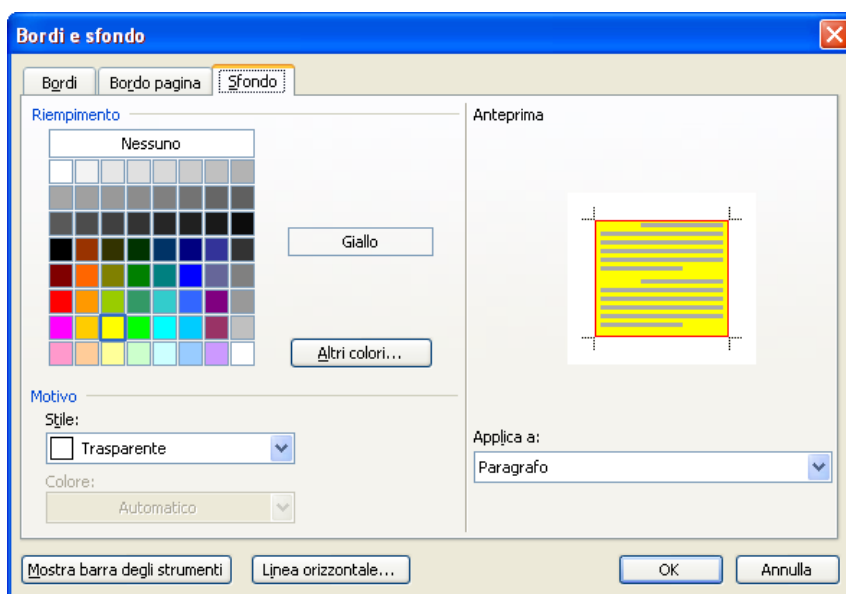 Bordi e sfondo
Bordi
Bordo pagina
Sfondo
Riempimento
Nessuno
Giallo
Altri colori...
Motivo
Stile:
Trasparente
Colore:
Automatico
Anteprima
Applica a:
Paragrafo
Mostra barra degli strumenti
Linea orizzontale...
OK
Annulla